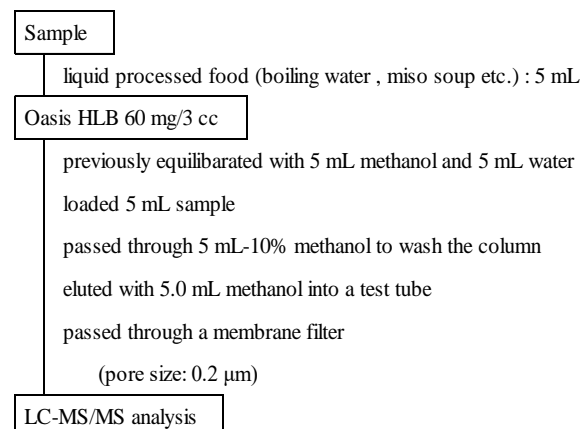 Sample
liquid processed food (boiling water , miso soup etc.) : 5 mL
Oasis HLB 60 mg/3 cc
previously equilibarated with 5 mL methanol and 5 mL water
loaded 5 mL sample
passed through 5 mL-10% methanol to wash the column
eluted with 5.0 mL methanol into a test tube
passed through a membrane filter
(pore size: 0.2 μm)
LC-MS/MS analysis